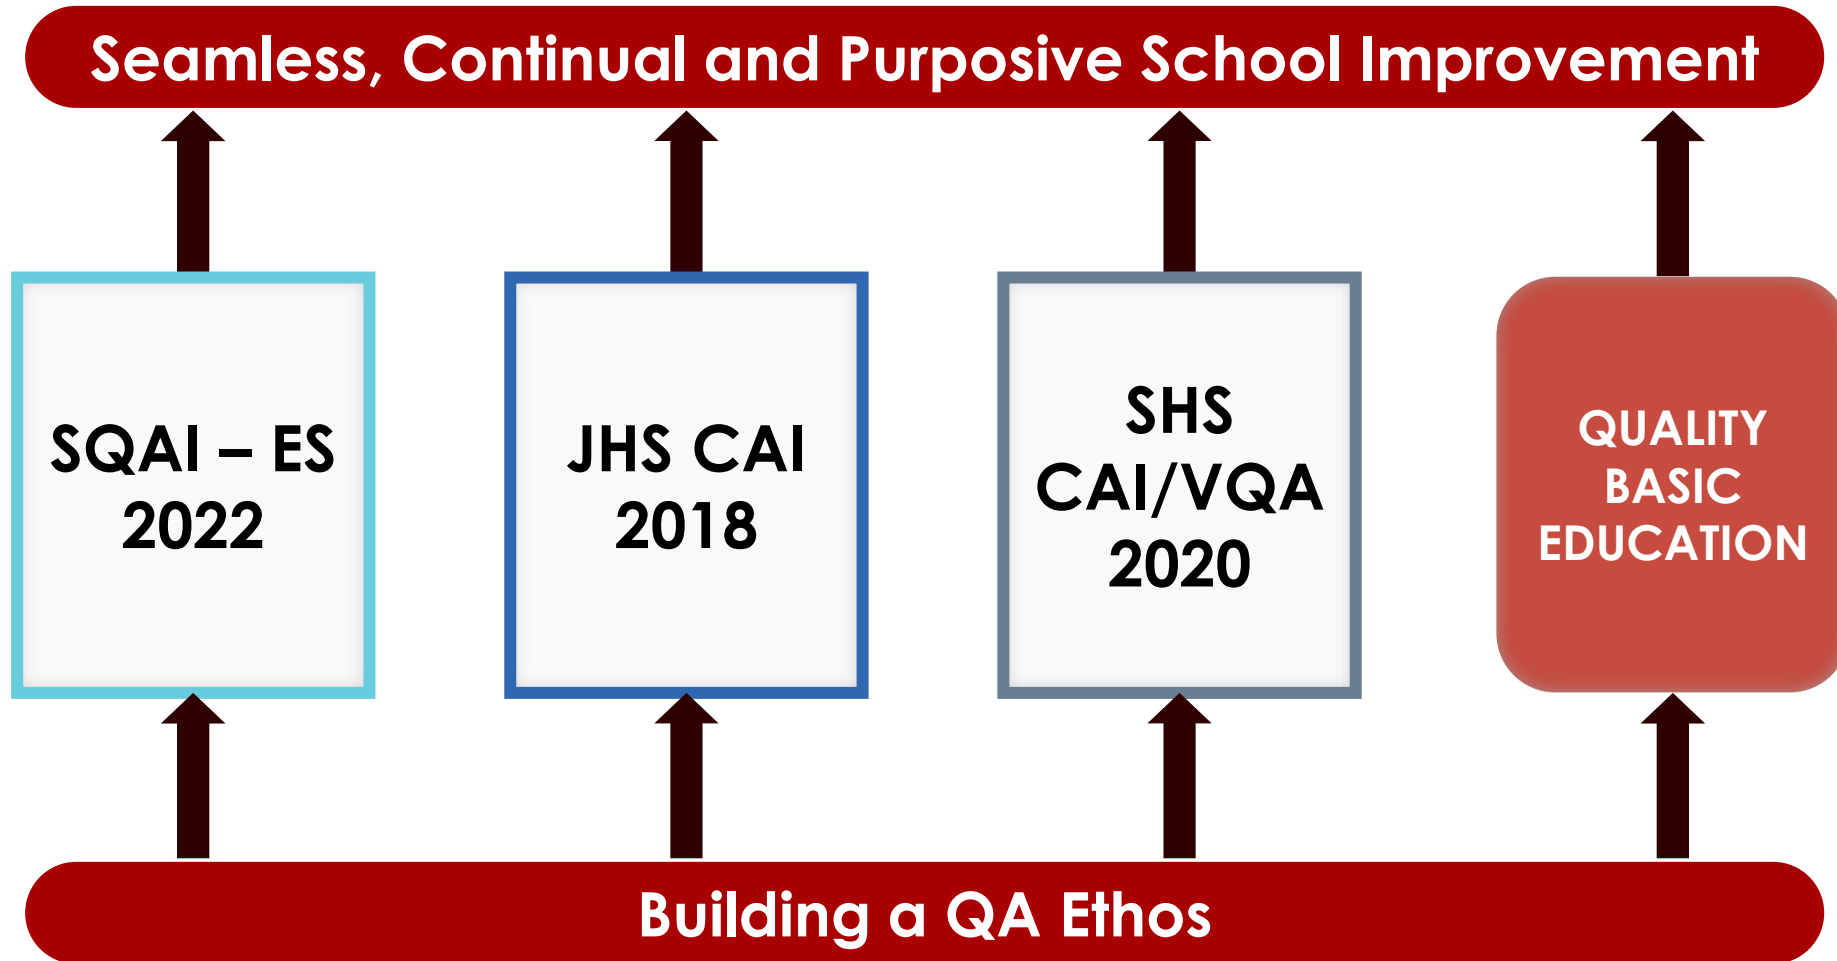 Seamless, Continual and Purposive School Improvement
SQAI – ES
2022
JHS CAI
2018
SHS
CAI/VQA
2020
QUALITY
BASIC
EDUCATION
Building a QA Ethos